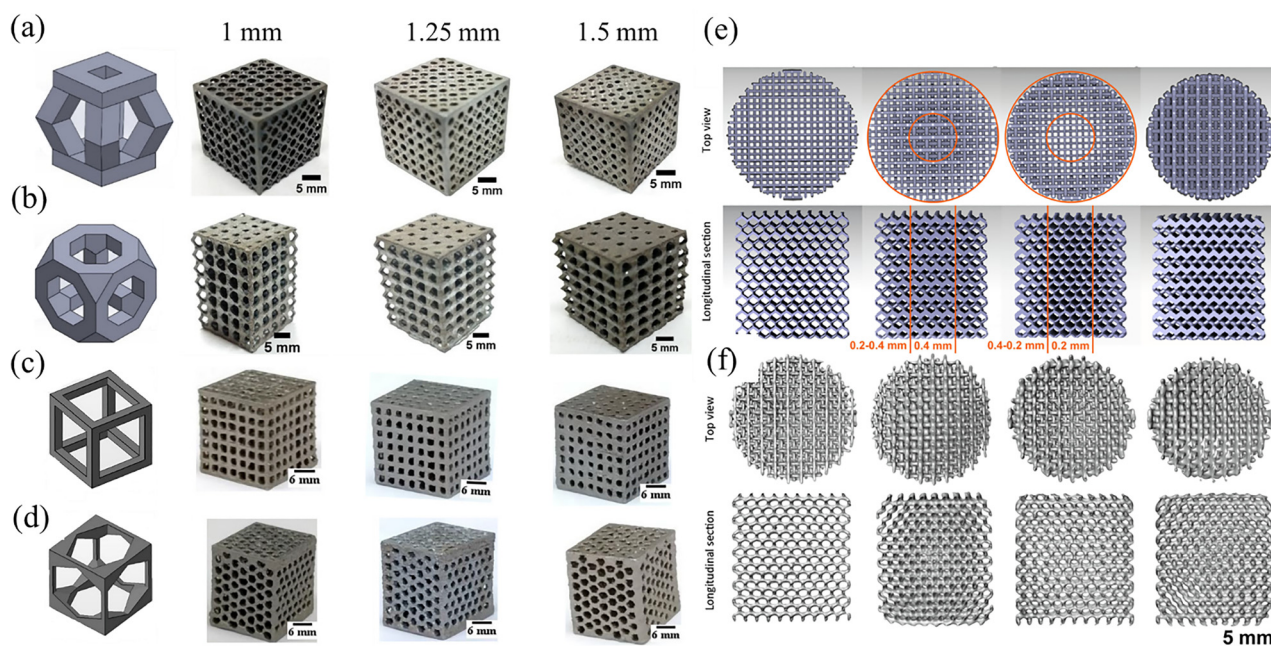 (a)
1 mm
1.25 mm
1.5 mm
5 mm
5 mm
5 mm
(b)
5 mm
5 mm
5 mm
(c)
6 mm
6 mm
6 mm
(d)
6 mm
6 mm
6 mm
(e)
Top view
Longitudinal section
0.2-0.4 mm
0.4 mm
0.4-0.2 mm
0.2 mm
(f)
Top view
Longitudinal section
5 mm